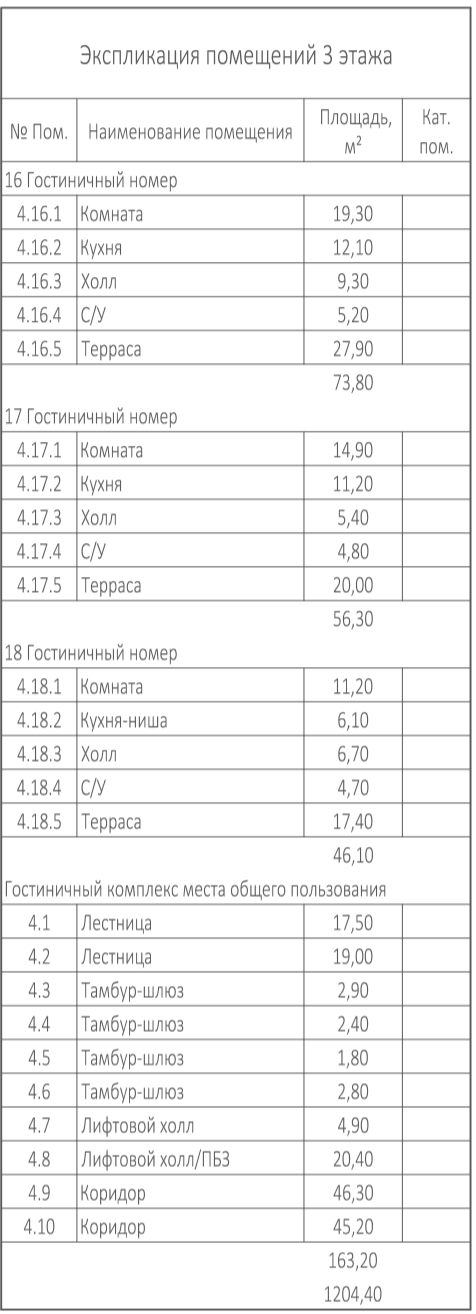 Экспликация помещений 3 этажа
№ Пом. Наименование помещения Площадь, м² Кат. пом.
16 Гостиничный номер
4.16.1 Комната 19,30
4.16.2 Кухня 12,10
4.16.3 Холл 9,30
4.16.4 С/У 5,20
4.16.5 Терраса 27,90
73,80
17 Гостиничный номер
4.17.1 Комната 14,90
4.17.2 Кухня 11,20
4.17.3 Холл 5,40
4.17.4 С/У 4,80
4.17.5 Терраса 20,00
56,30
18 Гостиничный номер
4.18.1 Комната 11,20
4.18.2 Кухня-ниша 6,10
4.18.3 Холл 6,70
4.18.4 С/У 4,70
4.18.5 Терраса 17,40
46,10
Гостиничный комплекс места общего пользования
4.1 Лестница 17,50
4.2 Лестница 19,00
4.3 Тамбур-шлюз 2,90
4.4 Тамбур-шлюз 2,40
4.5 Тамбур-шлюз 1,80
4.6 Тамбур-шлюз 2,80
4.7 Лифтовой холл 4,90
4.8 Лифтовой холл/ПБЗ 20,40
4.9 Коридор 46,30
4.10 Коридор 45,20
163,20
1204,40